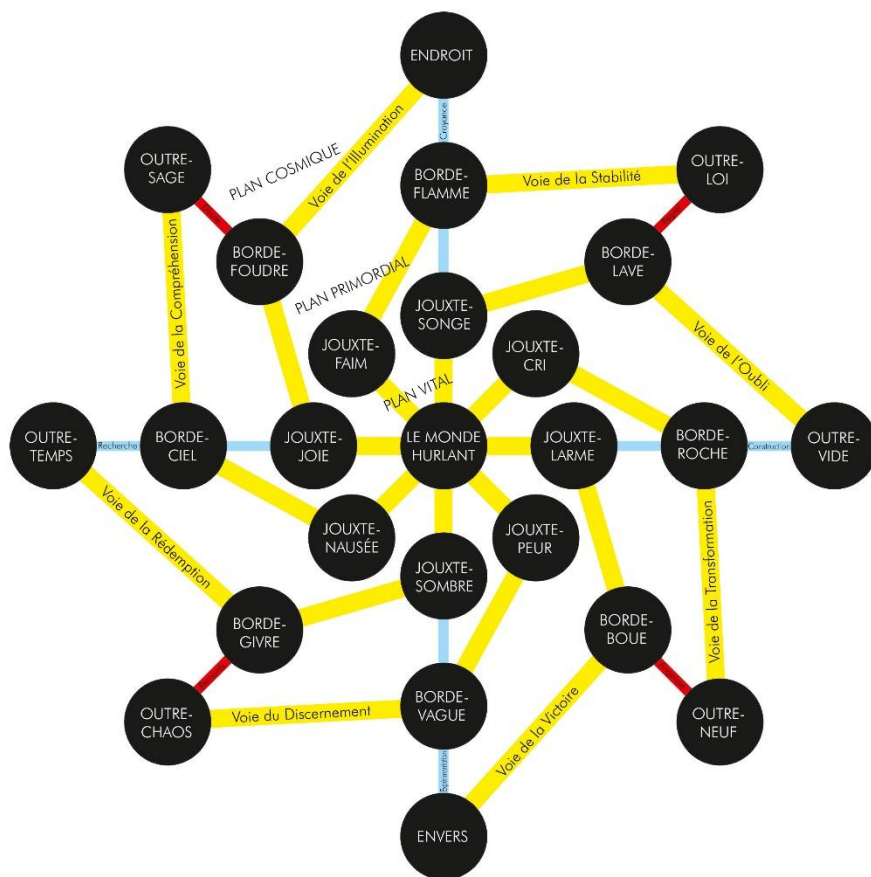 ENDROIT
Croyance
OUTRE-
SAGE
PLAN COSMIQUE
Voie de l'Illumination
BORDE-
FLAMME
Voie de la Stabilité
OUTRE-
LOI
BORDE-
FOUDRE
BORDE-
LAVE
Voie de la Compréhension
PLAN PRIMORDIAL
JOUXTE-
SONGE
Voie de l'Oubli
JOUXTE-
FAIM
JOUXTE-
CRI
PLAN VITAL
OUTRE-
TEMPS
Recherche
BORDE-
CIEL
JOUXTE-
JOIE
LE MONDE
HURLANT
JOUXTE-
LARME
BORDE-
ROCHE
Construction
OUTRE-
VIDE
Voie de la Rédemption
JOUXTE-
NAUSÉE
JOUXTE-
PEUR
Voie de la Transformation
JOUXTE-
SOMBRE
BORDE-
GIVRE
BORDE-
BOUE
OUTRE-
CHAOS
Voie du Discernement
BORDE-
VAGUE
Voie de la Victoire
OUTRE-
NEUF
Expérimentation
ENVERS